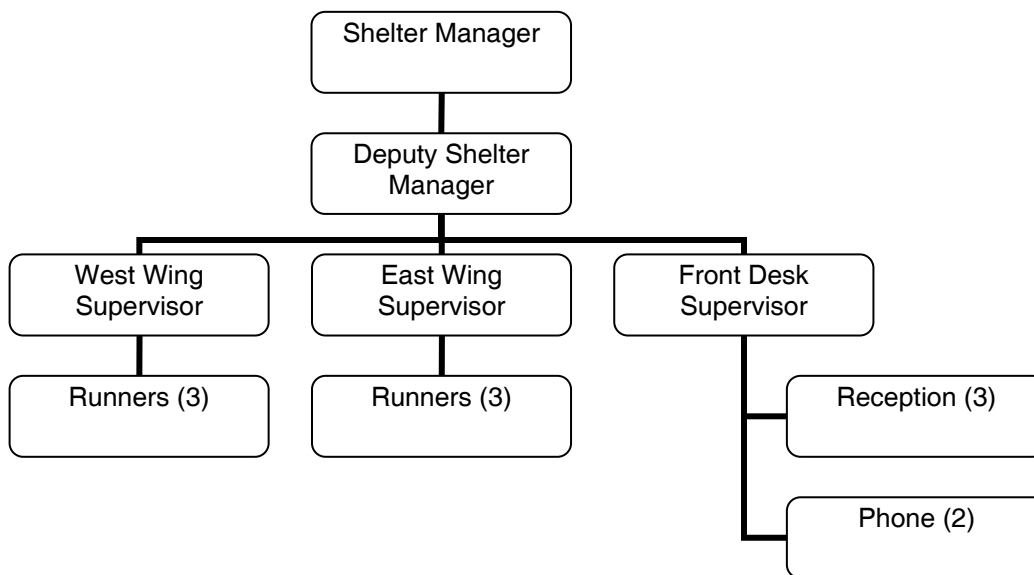 Shelter Manager
Deputy Shelter
Manager
West Wing
Supervisor
East Wing
Supervisor
Front Desk
Supervisor
Runners (3)
Runners (3)
Reception (3)
Phone (2)